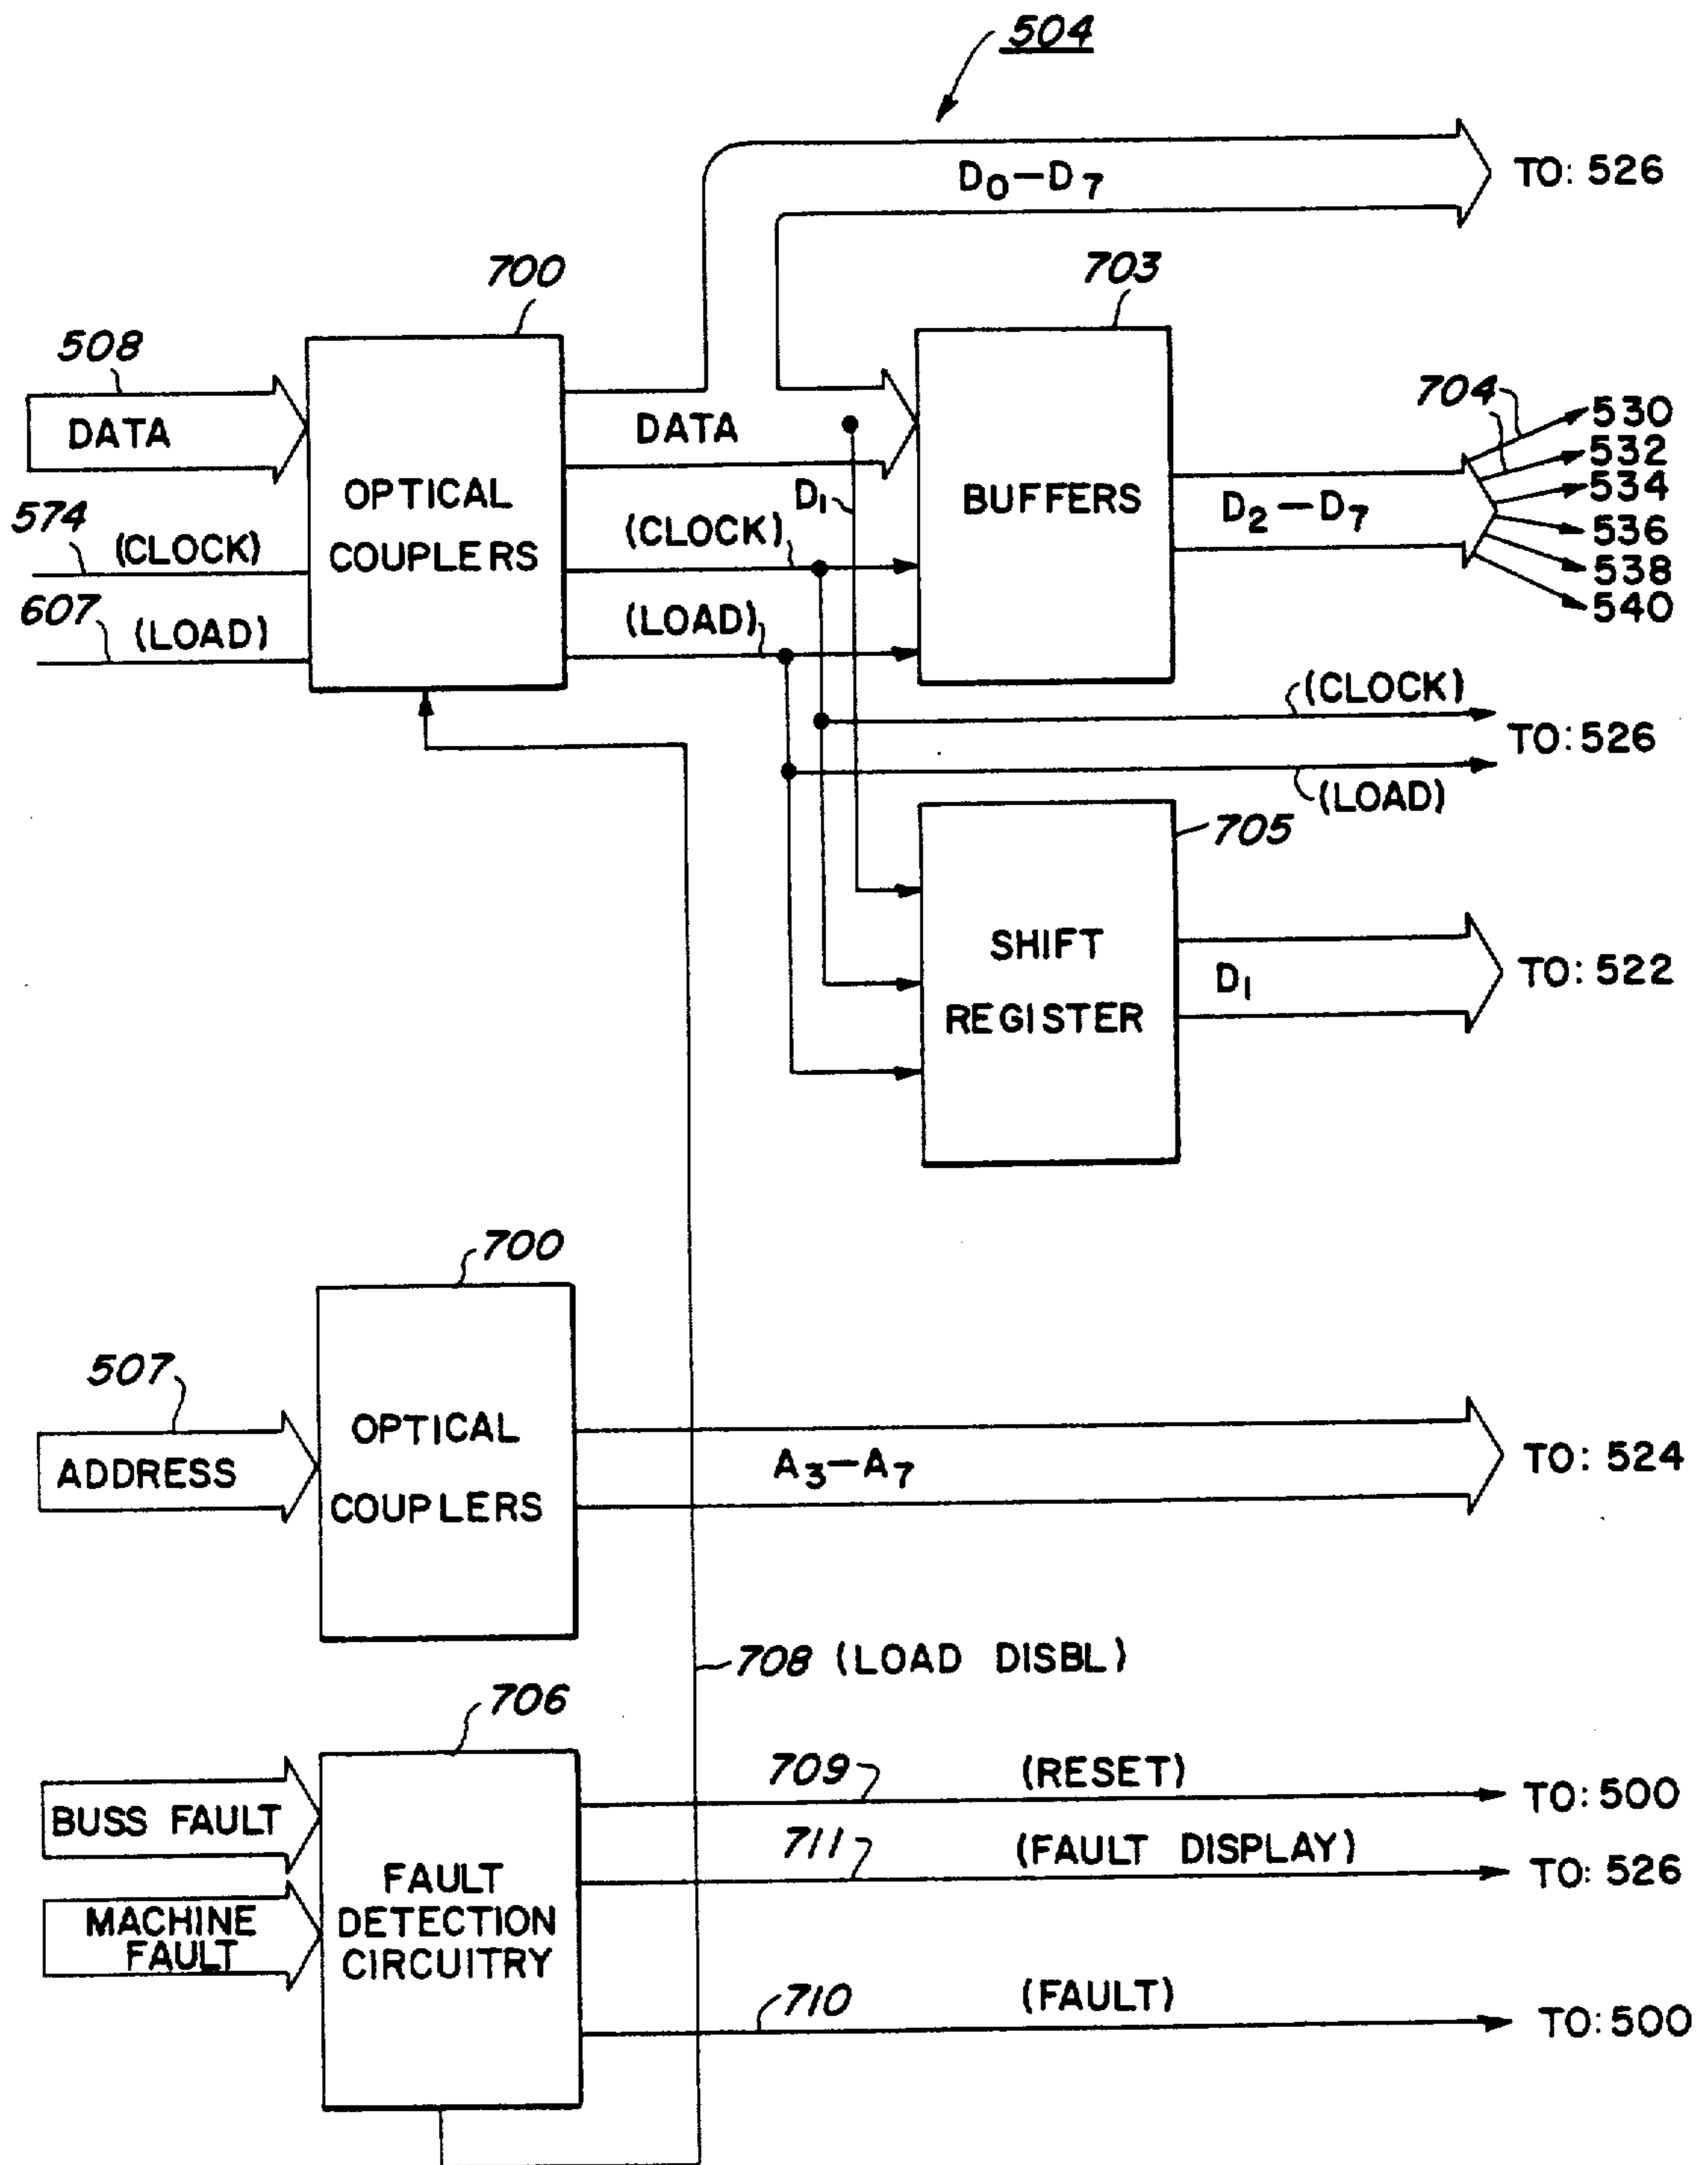 504
D0–D7
TO: 526
700
703
508
DATA
OPTICAL
COUPLERS
DATA
D1
BUFFERS
D2–D7
704
530
532
534
536
538
540
574
(CLOCK)
(CLOCK)
607
(LOAD)
(LOAD)
(CLOCK)
TO: 526
(LOAD)
705
SHIFT
REGISTER
D1
TO: 522
700
507
ADDRESS
OPTICAL
COUPLERS
A3–A7
TO: 524
708 (LOAD DISBL)
706
BUSS FAULT
MACHINE
FAULT
FAULT
DETECTION
CIRCUITRY
709
(RESET)
TO: 500
711
(FAULT DISPLAY)
TO: 526
710
(FAULT)
TO: 500